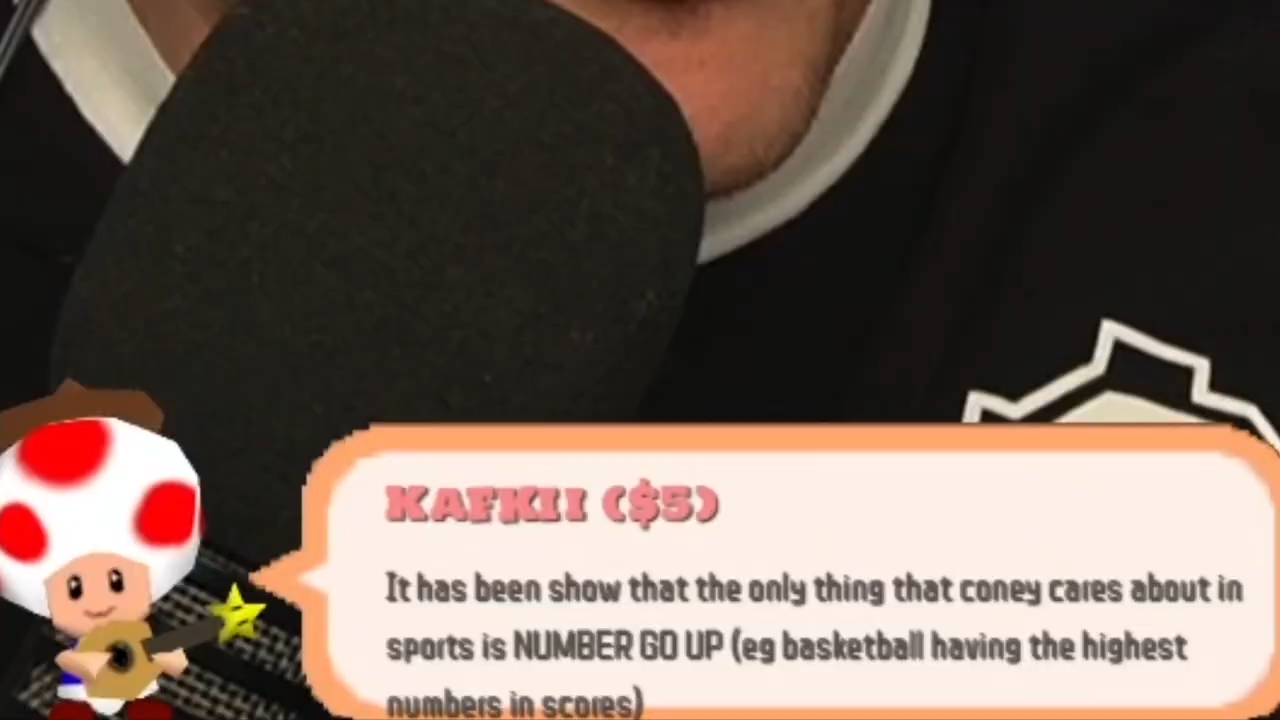 KAFKII ($5)
It has been show that the only thing that coney cares about in
sports is NUMBER GO UP (eg basketball having the highest
numbers in scores)